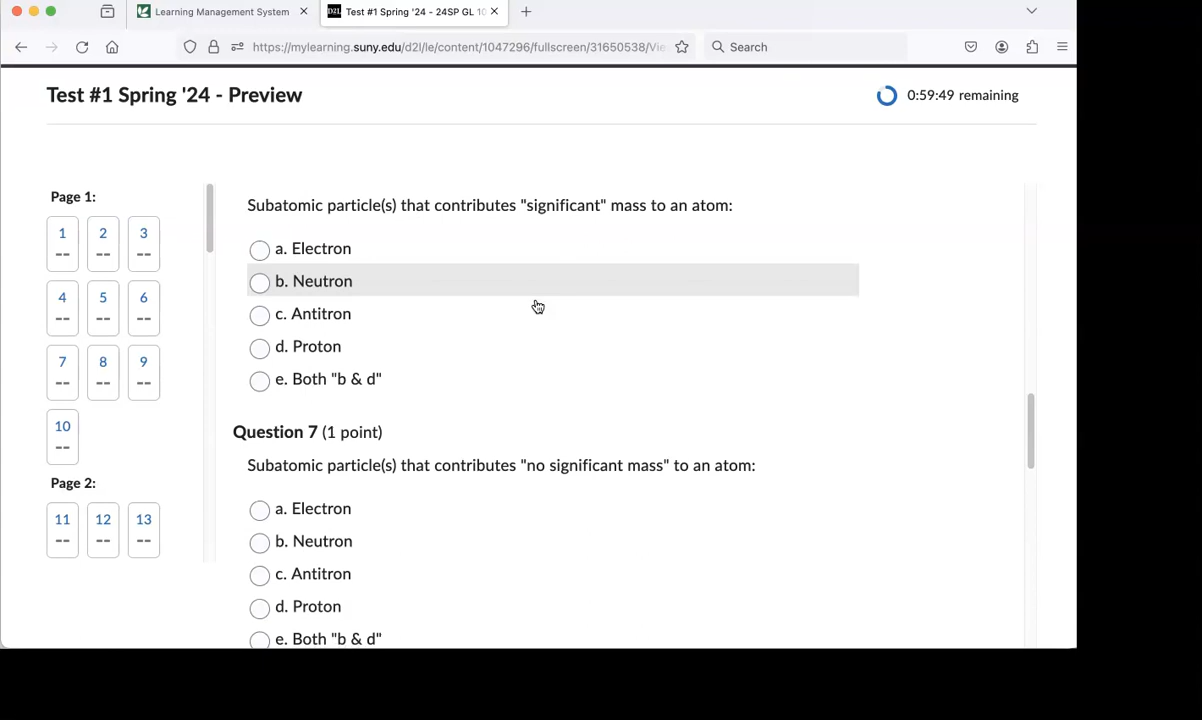 Learning Management System
D2L Test #1 Spring '24 - 24SP GL 10
https://mylearning.suny.edu/d2l/le/content/1047296/fullscreen/31650538/Vie
Search
Test #1 Spring '24 - Preview
0:59:49 remaining
Page 1:
1 2 3
-- -- --
4 5 6
-- -- --
7 8 9
-- -- --
10
--
Page 2:
11 12 13
-- -- --
Subatomic particle(s) that contributes "significant" mass to an atom:
a. Electron
b. Neutron
c. Antitron
d. Proton
e. Both "b & d"
Question 7 (1 point)
Subatomic particle(s) that contributes "no significant mass" to an atom:
a. Electron
b. Neutron
c. Antitron
d. Proton
e. Both "b & d"